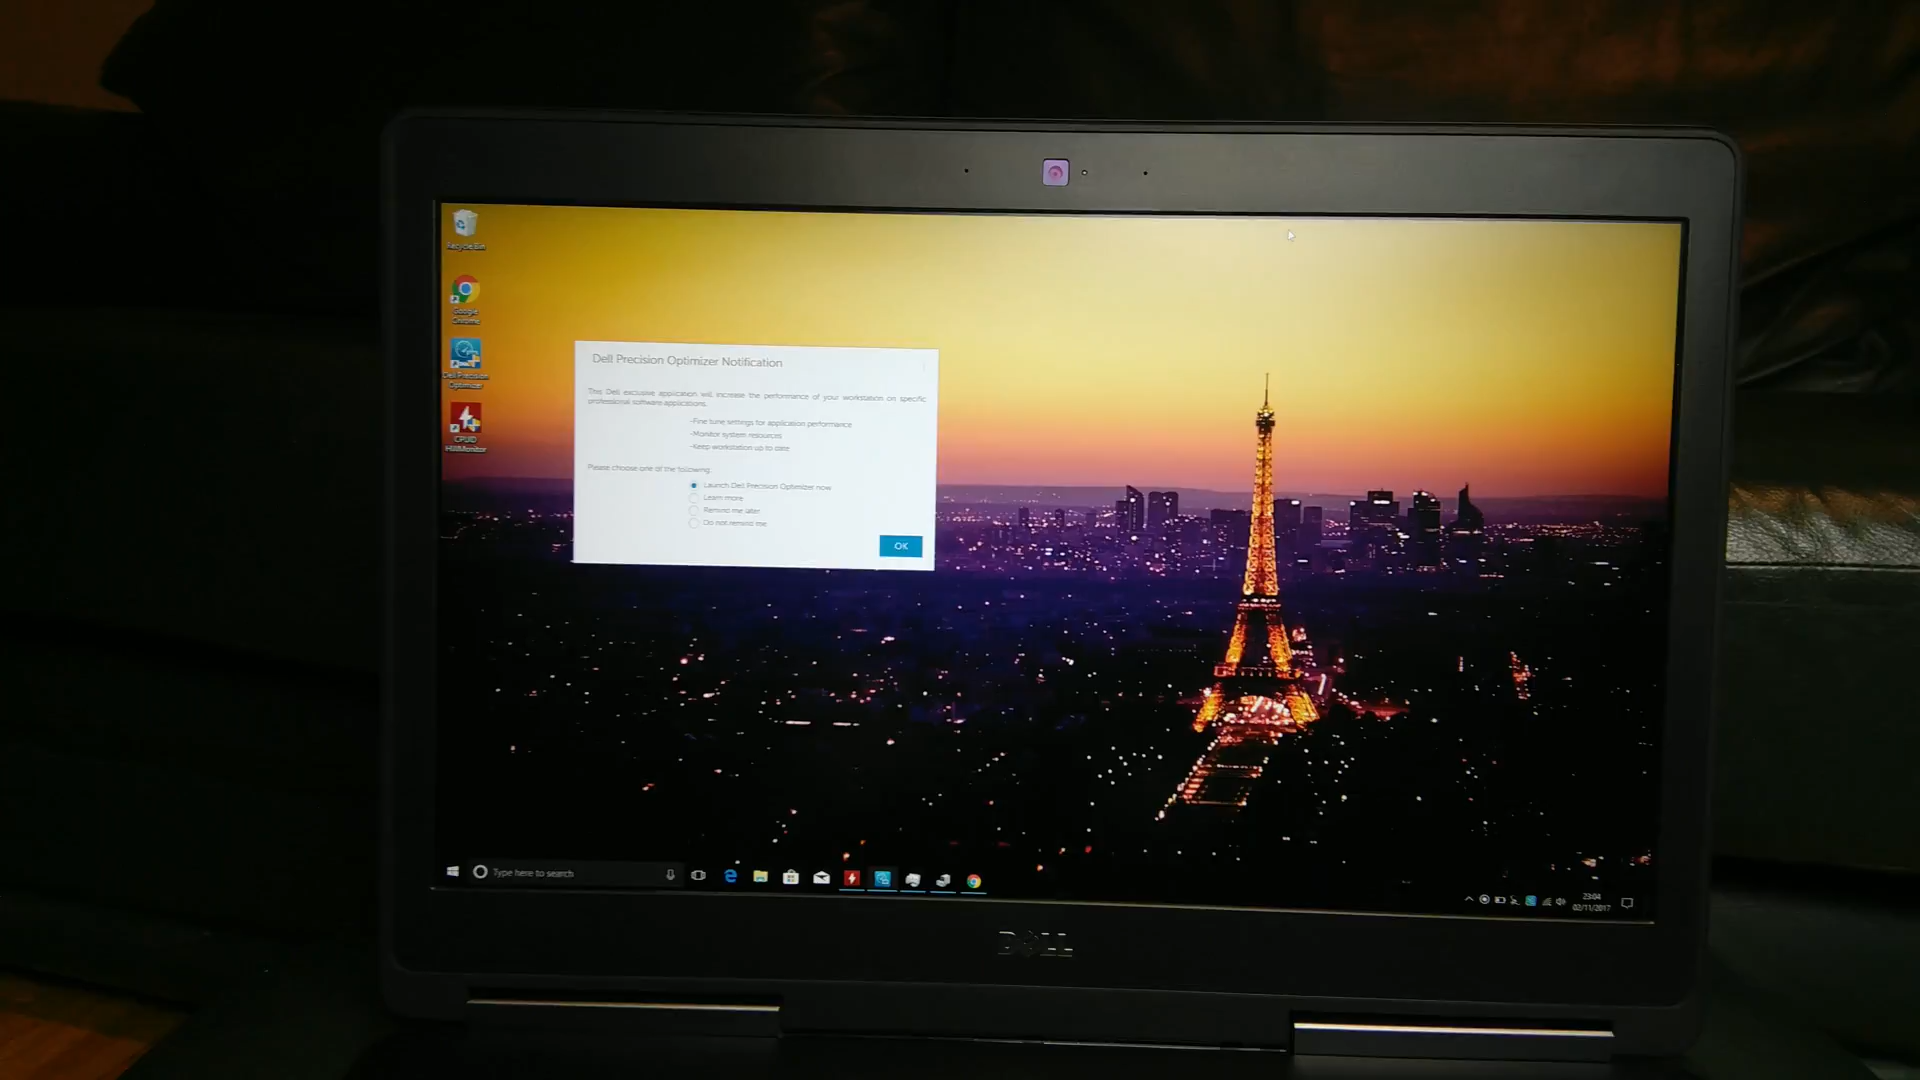 Recycle Bin
Google
Chrome
Dell Precision
Optimizer
CPUID
HWMonitor
Dell Precision Optimizer Notification
This Dell exclusive application will increase the performance of your workstation on specific
professional software applications.
-Fine tune settings for application performance
-Monitor system resources
-Keep workstation up to date
Please choose one of the following:
Launch Dell Precision Optimizer now
Learn more
Remind me later
Do not remind me
OK
Type here to search
23:04
02/11/2017
DELL